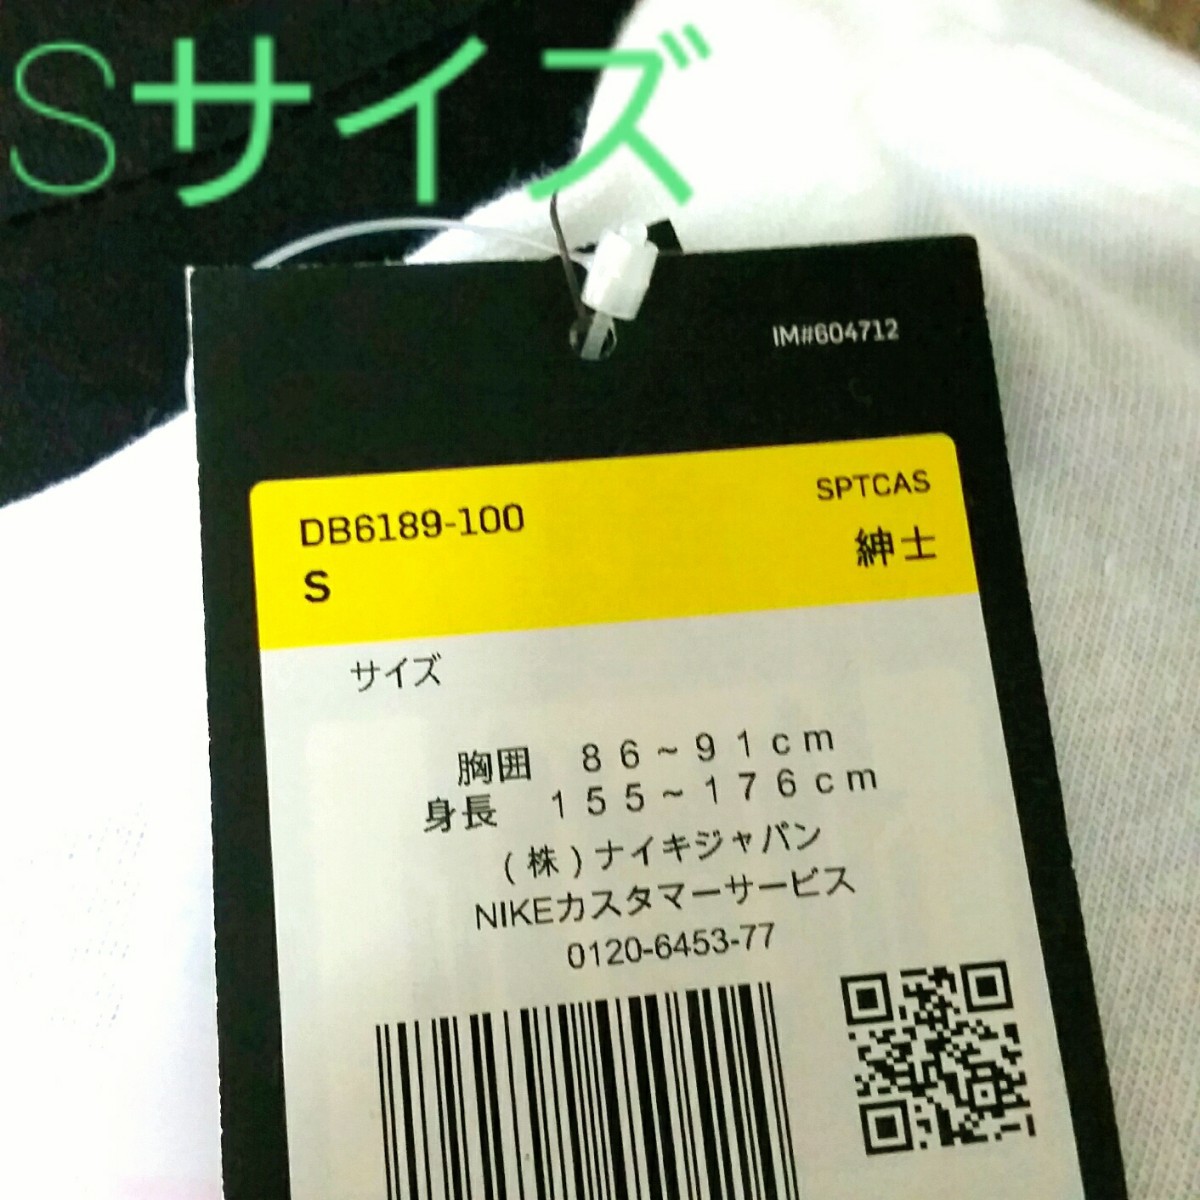 Sサイズ
IM#604712
DB6189-100
SPTCAS
S
紳士
サイズ
胸囲 86~91cm
身長 155~176cm
(株)ナイキジャパン
NIKEカスタマーサービス
0120-6453-77